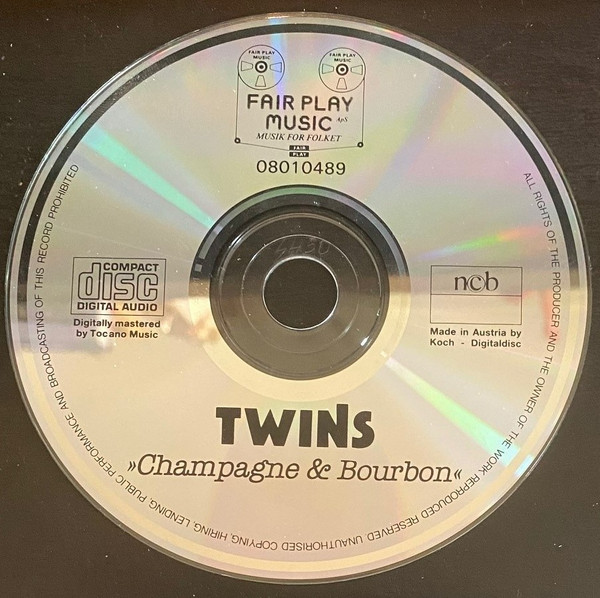 FAIR PLAY
MUSIC
FAIR PLAY
MUSIC
FAIR PLAY
MUSIC ApS
MUSIK FOR FOLKET
FAIR
PLAY
08010489
COMPACT
disc
DIGITAL AUDIO
Digitally mastered
by Tocano Music
ncb
Made in Austria by
Koch - Digitaldisc
TWINS
»Champagne & Bourbon«
ALL RIGHTS OF THE PRODUCER AND THE OWNER OF THE WORK REPRODUCED RESERVED. UNAUTHORISED COPYING, HIRING, LENDING, PUBLIC PERFORMANCE AND BROADCASTING OF THIS RECORD PROHIBITED